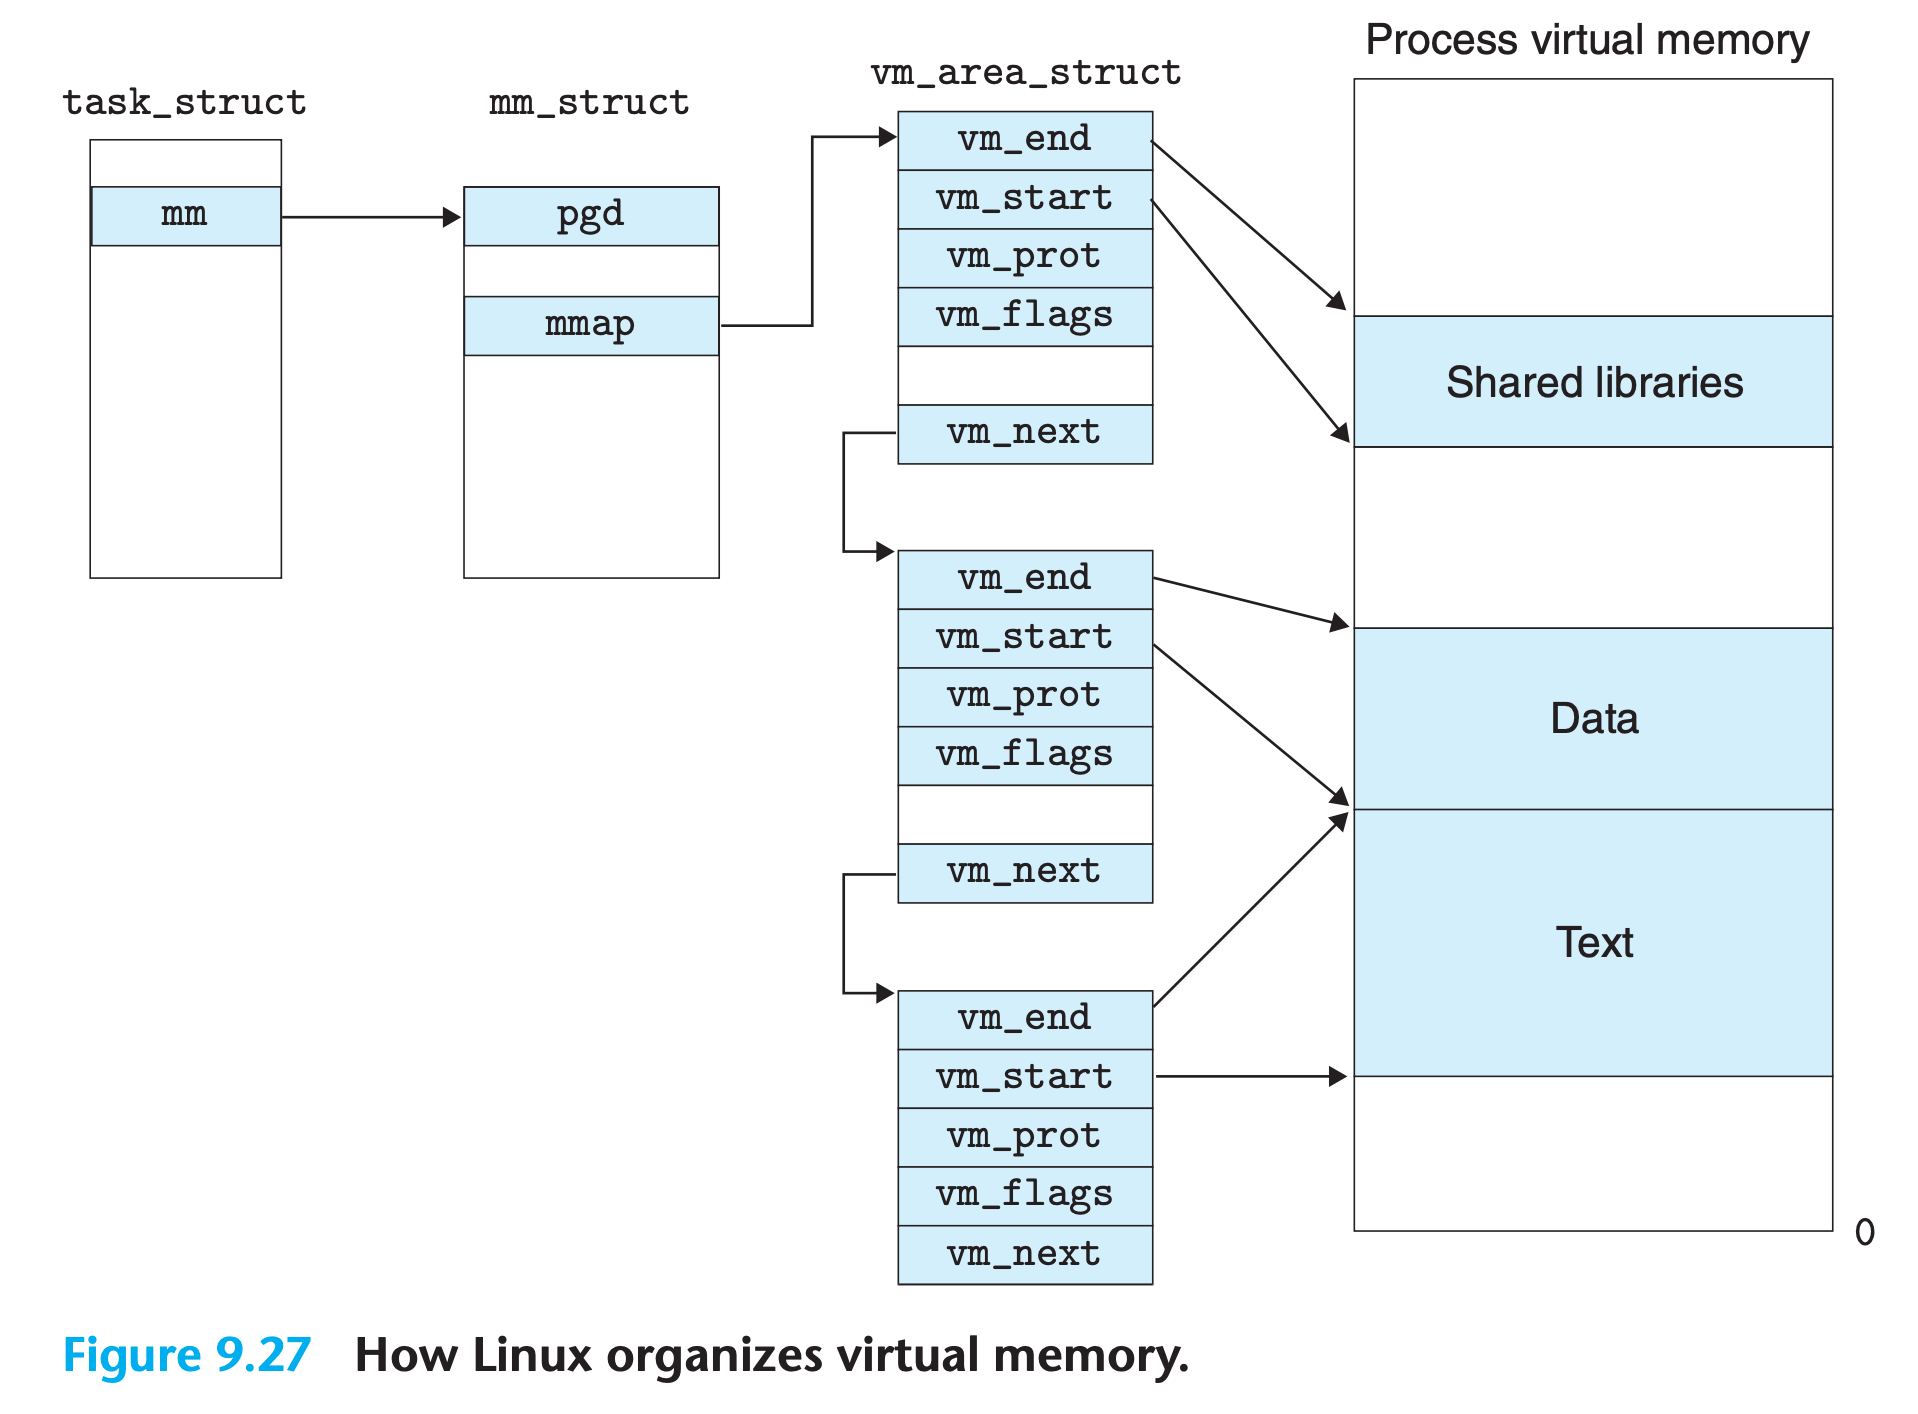 task_struct
mm
mm_struct
pgd
mmap
vm_area_struct
vm_end
vm_start
vm_prot
vm_flags
vm_next
vm_end
vm_start
vm_prot
vm_flags
vm_next
vm_end
vm_start
vm_prot
vm_flags
vm_next
Process virtual memory
Shared libraries
Data
Text
0
Figure 9.27 How Linux organizes virtual memory.